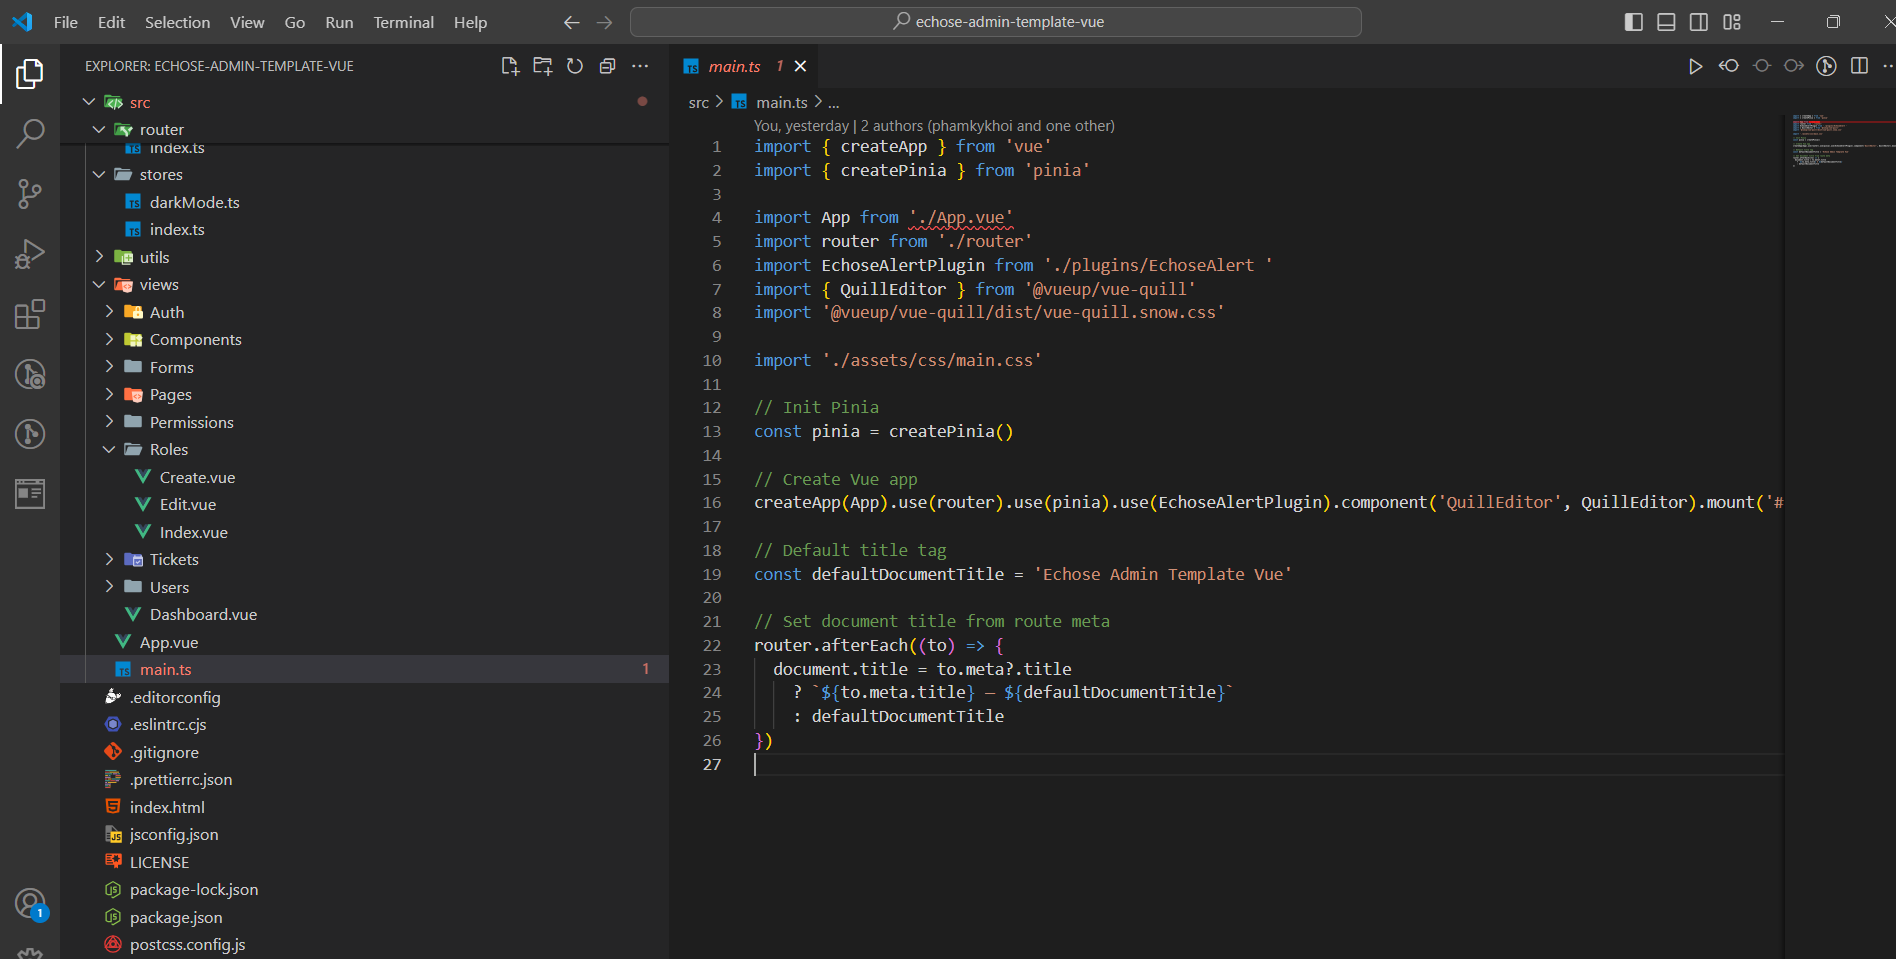 File Edit Selection View Go Run Terminal Help
echose-admin-template-vue
EXPLORER: ECHOSE-ADMIN-TEMPLATE-VUE
src
router
index.ts
stores
darkMode.ts
index.ts
utils
views
Auth
Components
Forms
Pages
Permissions
Roles
Create.vue
Edit.vue
Index.vue
Tickets
Users
Dashboard.vue
App.vue
main.ts 1
.editorconfig
.eslintrc.cjs
.gitignore
.prettierrc.json
index.html
jsconfig.json
LICENSE
package-lock.json
package.json
postcss.config.js
1
TS main.ts 1
src > TS main.ts > ...
You, yesterday | 2 authors (phamkykhoi and one other)
1 import { createApp } from 'vue'
2 import { createPinia } from 'pinia'
3
4 import App from './App.vue'
5 import router from './router'
6 import EchoseAlertPlugin from './plugins/EchoseAlert '
7 import { QuillEditor } from '@vueup/vue-quill'
8 import '@vueup/vue-quill/dist/vue-quill.snow.css'
9
10 import './assets/css/main.css'
11
12 // Init Pinia
13 const pinia = createPinia()
14
15 // Create Vue app
16 createApp(App).use(router).use(pinia).use(EchoseAlertPlugin).component('QuillEditor', QuillEditor).mount('#
17
18 // Default title tag
19 const defaultDocumentTitle = 'Echose Admin Template Vue'
20
21 // Set document title from route meta
22 router.afterEach((to) => {
23 document.title = to.meta?.title
24 ? `${to.meta.title} — ${defaultDocumentTitle}`
25 : defaultDocumentTitle
26 })
27